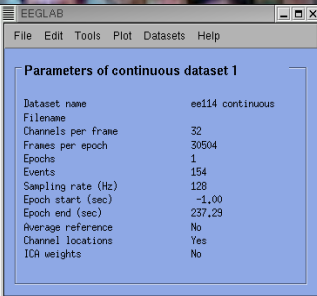 EEGLAB
File Edit Tools Plot Datasets Help
Parameters of continuous dataset 1
Dataset name ee114 continuous
Filename
Channels per frame 32
Frames per epoch 30504
Epochs 1
Events 154
Sampling rate (Hz) 128
Epoch start (sec) -1.00
Epoch end (sec) 237.29
Average reference No
Channel locations Yes
ICA weights No